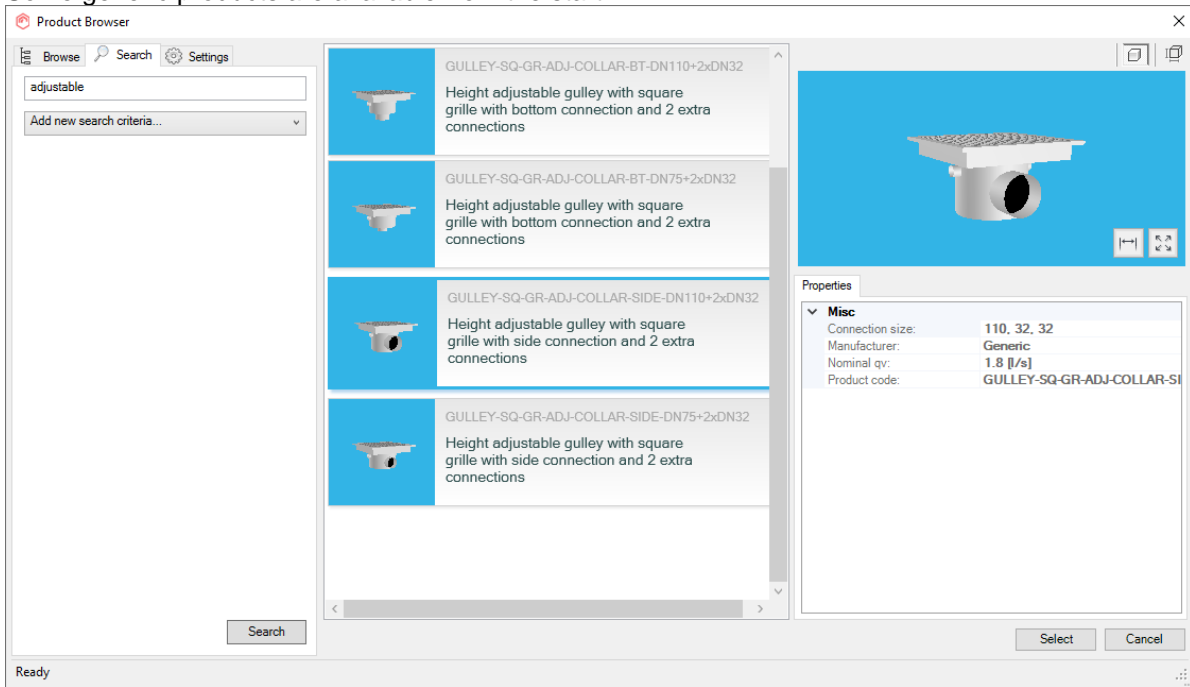 Product Browser
Browse
Search
Settings
adjustable
Add new search criteria...
Search
GULLEY-SQ-GR-ADJ-COLLAR-BT-DN110+2xDN32
Height adjustable gulley with square
grille with bottom connection and 2 extra
connections
GULLEY-SQ-GR-ADJ-COLLAR-BT-DN75+2xDN32
Height adjustable gulley with square
grille with bottom connection and 2 extra
connections
GULLEY-SQ-GR-ADJ-COLLAR-SIDE-DN110+2xDN32
Height adjustable gulley with square
grille with side connection and 2 extra
connections
GULLEY-SQ-GR-ADJ-COLLAR-SIDE-DN75+2xDN32
Height adjustable gulley with square
grille with side connection and 2 extra
connections
Properties
Misc
Connection size: 110, 32, 32
Manufacturer: Generic
Nominal qv: 1.8 [l/s]
Product code: GULLEY-SQ-GR-ADJ-COLLAR-SI
Select
Cancel
Ready